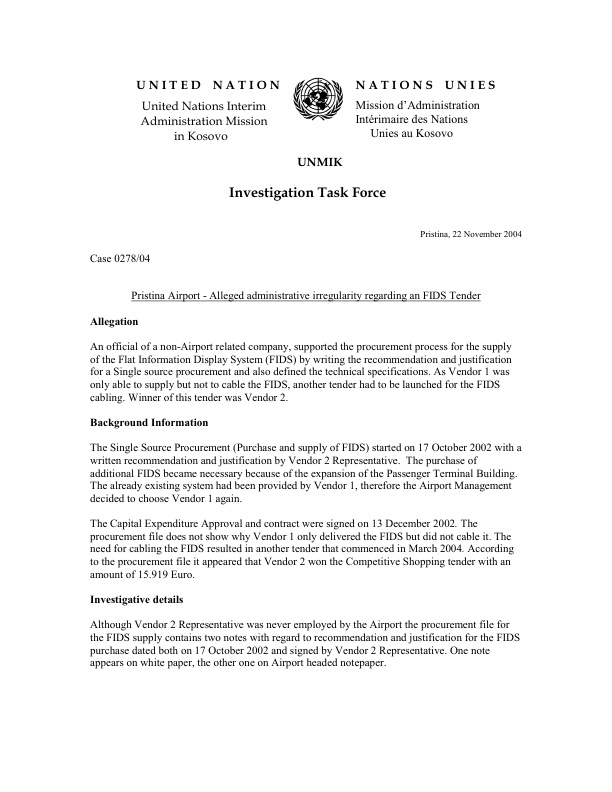 UNITED NATION
United Nations Interim
Administration Mission
in Kosovo
NATIONS UNIES
Mission d'Administration
Intérimaire des Nations
Unies au Kosovo
UNMIK
Investigation Task Force
Pristina, 22 November 2004
Case 0278/04
Pristina Airport - Alleged administrative irregularity regarding an FIDS Tender
Allegation
An official of a non-Airport related company, supported the procurement process for the supply
of the Flat Information Display System (FIDS) by writing the recommendation and justification
for a Single source procurement and also defined the technical specifications. As Vendor 1 was
only able to supply but not to cable the FIDS, another tender had to be launched for the FIDS
cabling. Winner of this tender was Vendor 2.
Background Information
The Single Source Procurement (Purchase and supply of FIDS) started on 17 October 2002 with a
written recommendation and justification by Vendor 2 Representative. The purchase of
additional FIDS became necessary because of the expansion of the Passenger Terminal Building.
The already existing system had been provided by Vendor 1, therefore the Airport Management
decided to choose Vendor 1 again.
The Capital Expenditure Approval and contract were signed on 13 December 2002. The
procurement file does not show why Vendor 1 only delivered the FIDS but did not cable it. The
need for cabling the FIDS resulted in another tender that commenced in March 2004. According
to the procurement file it appeared that Vendor 2 won the Competitive Shopping tender with an
amount of 15.919 Euro.
Investigative details
Although Vendor 2 Representative was never employed by the Airport the procurement file for
the FIDS supply contains two notes with regard to recommendation and justification for the FIDS
purchase dated both on 17 October 2002 and signed by Vendor 2 Representative. One note
appears on white paper, the other one on Airport headed notepaper.